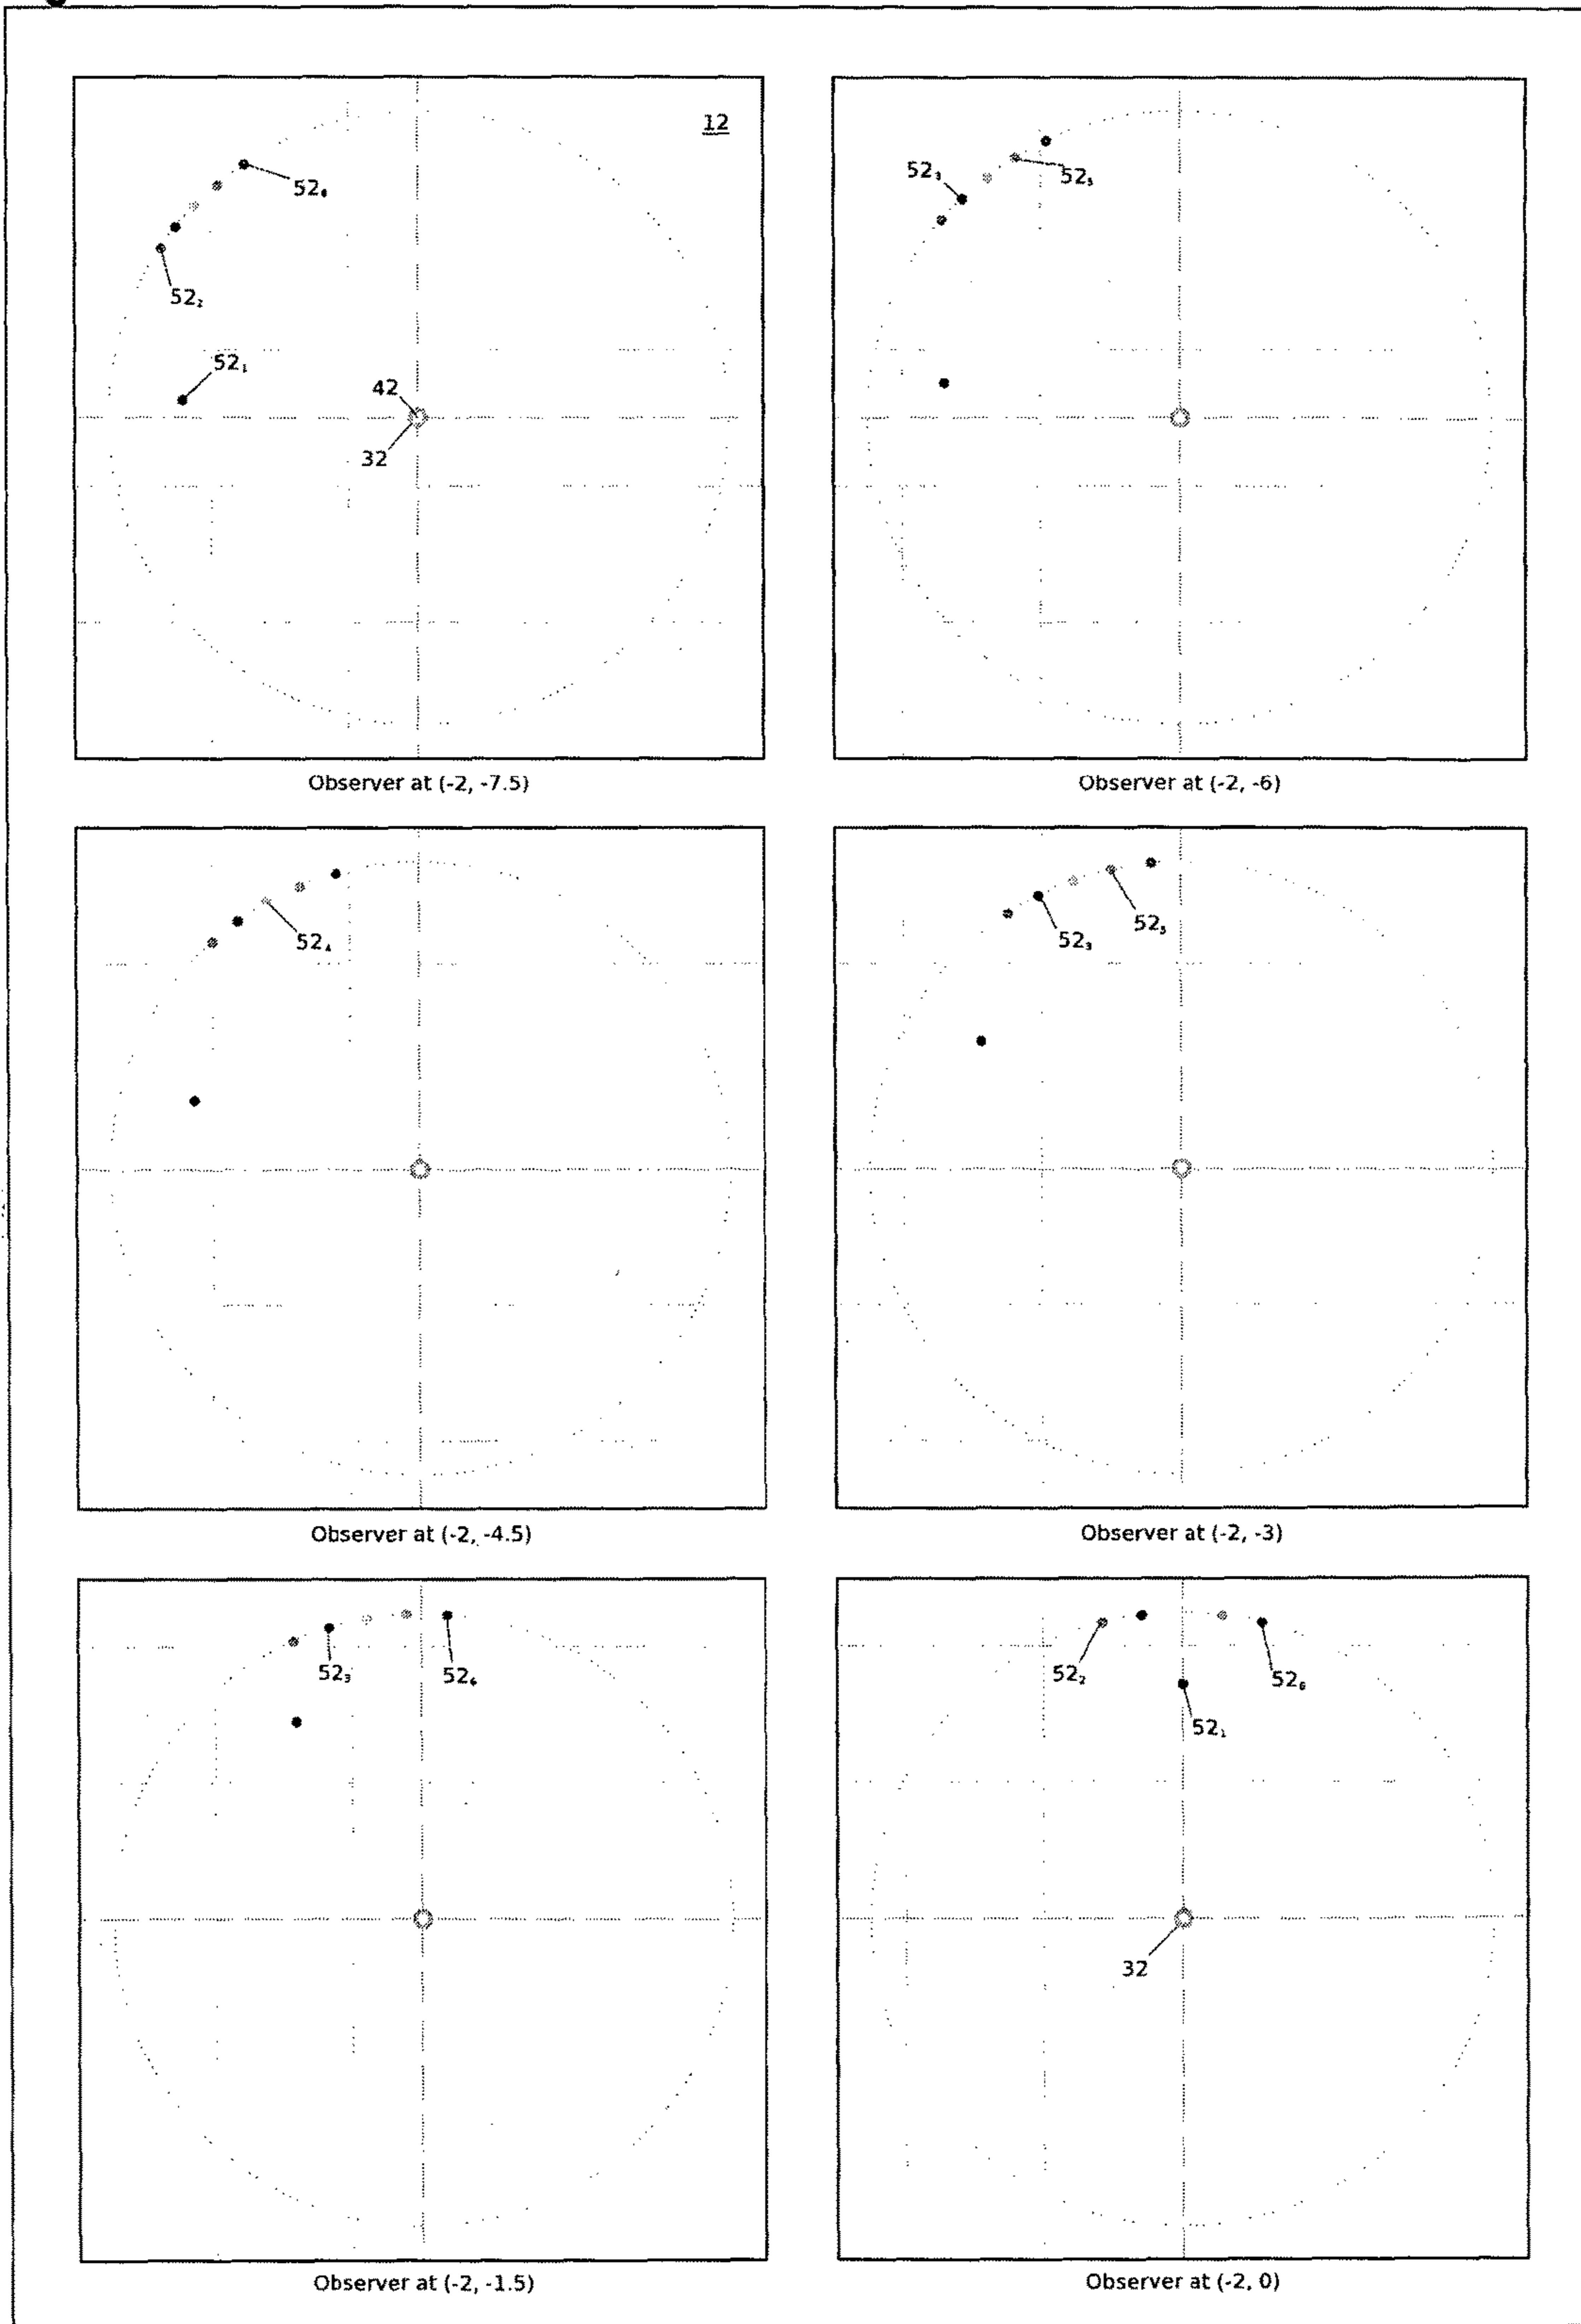 12
52₆
52₂
52₁
42
32
Observer at (-2, -7.5)
52₃
52₅
Observer at (-2, -6)
52₄
Observer at (-2, -4.5)
52₅
52₃
Observer at (-2, -3)
52₃
52₆
Observer at (-2, -1.5)
52₂
52₆
52₁
32
Observer at (-2, 0)